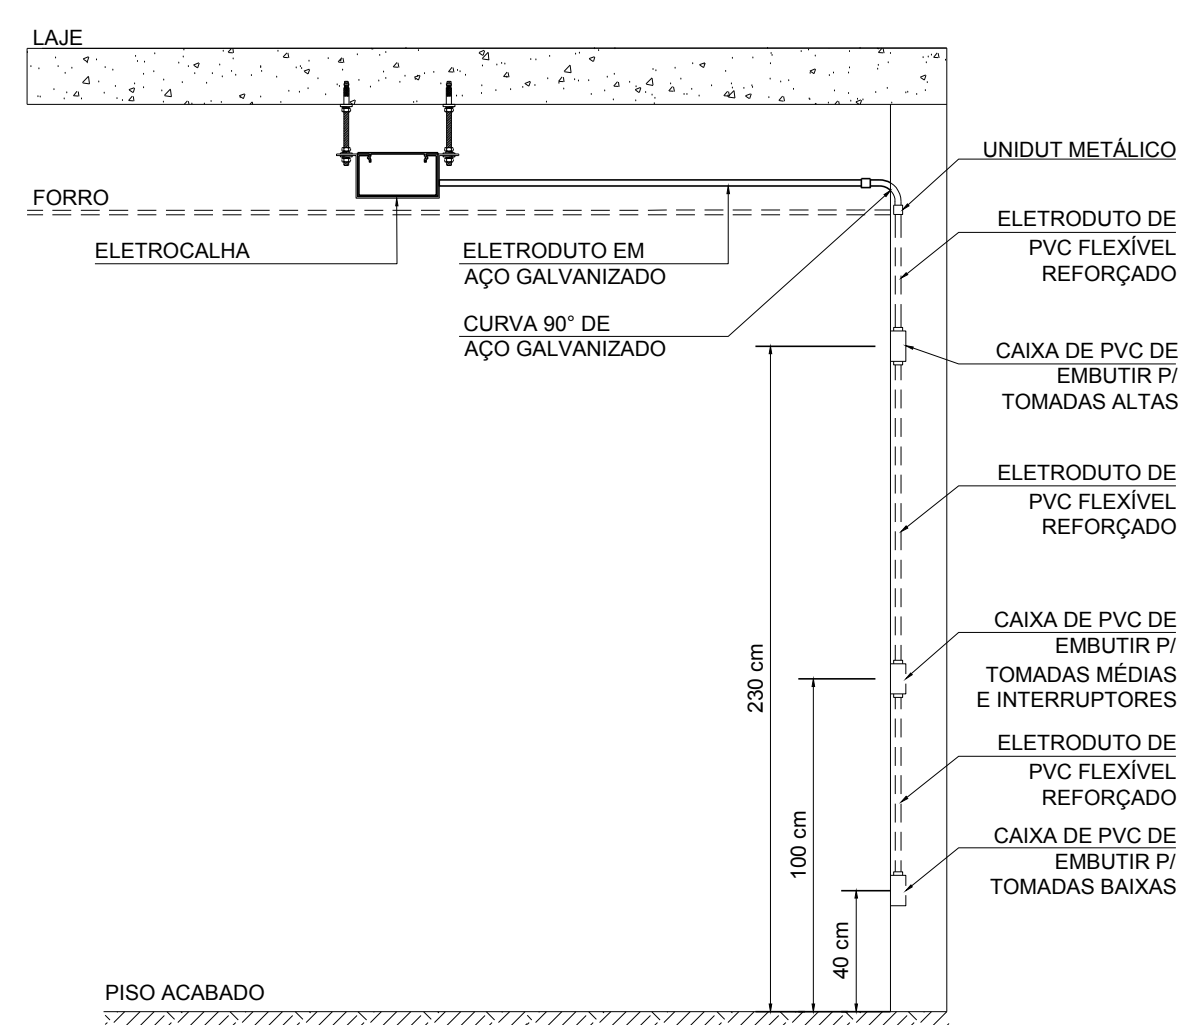 LAJE
UNIDUT METÁLICO
FORRO
ELETROCALHA
ELETRODUTO EM
AÇO GALVANIZADO
CURVA 90° DE
AÇO GALVANIZADO
ELETRODUTO DE
PVC FLEXÍVEL
REFORÇADO
CAIXA DE PVC DE
EMBUTIR P/
TOMADAS ALTAS
ELETRODUTO DE
PVC FLEXÍVEL
REFORÇADO
CAIXA DE PVC DE
EMBUTIR P/
TOMADAS MÉDIAS
E INTERRUPTORES
ELETRODUTO DE
PVC FLEXÍVEL
REFORÇADO
CAIXA DE PVC DE
EMBUTIR P/
TOMADAS BAIXAS
230 cm
100 cm
40 cm
PISO ACABADO